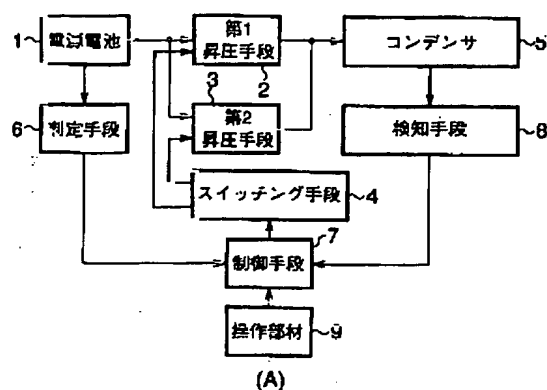 1
電源電池
第1
昇圧手段
2
コンデンサ
5
3
第2
昇圧手段
6
判定手段
検知手段
8
スイッチング手段
4
7
制御手段
操作部材
9
(A)